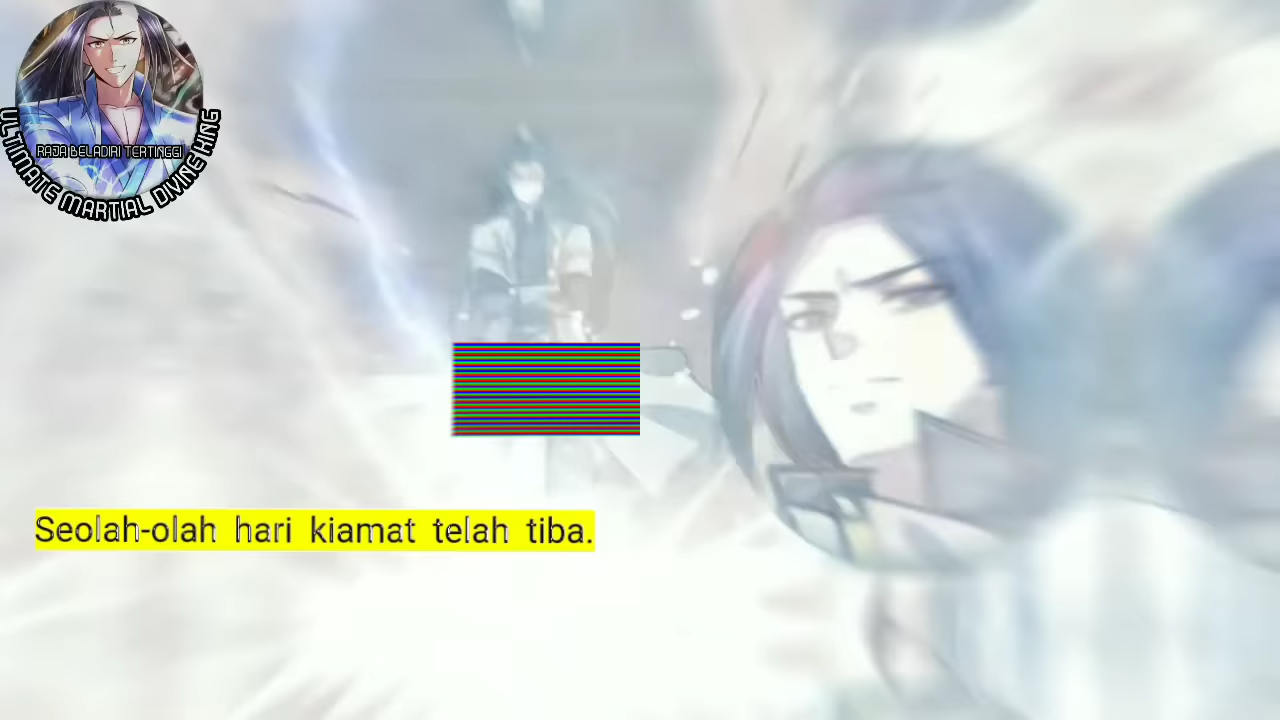 RAJA BELADIRI TERTINGGI
ULTIMATE MARTIAL DIVINE KING
Seolah-olah hari kiamat telah tiba.